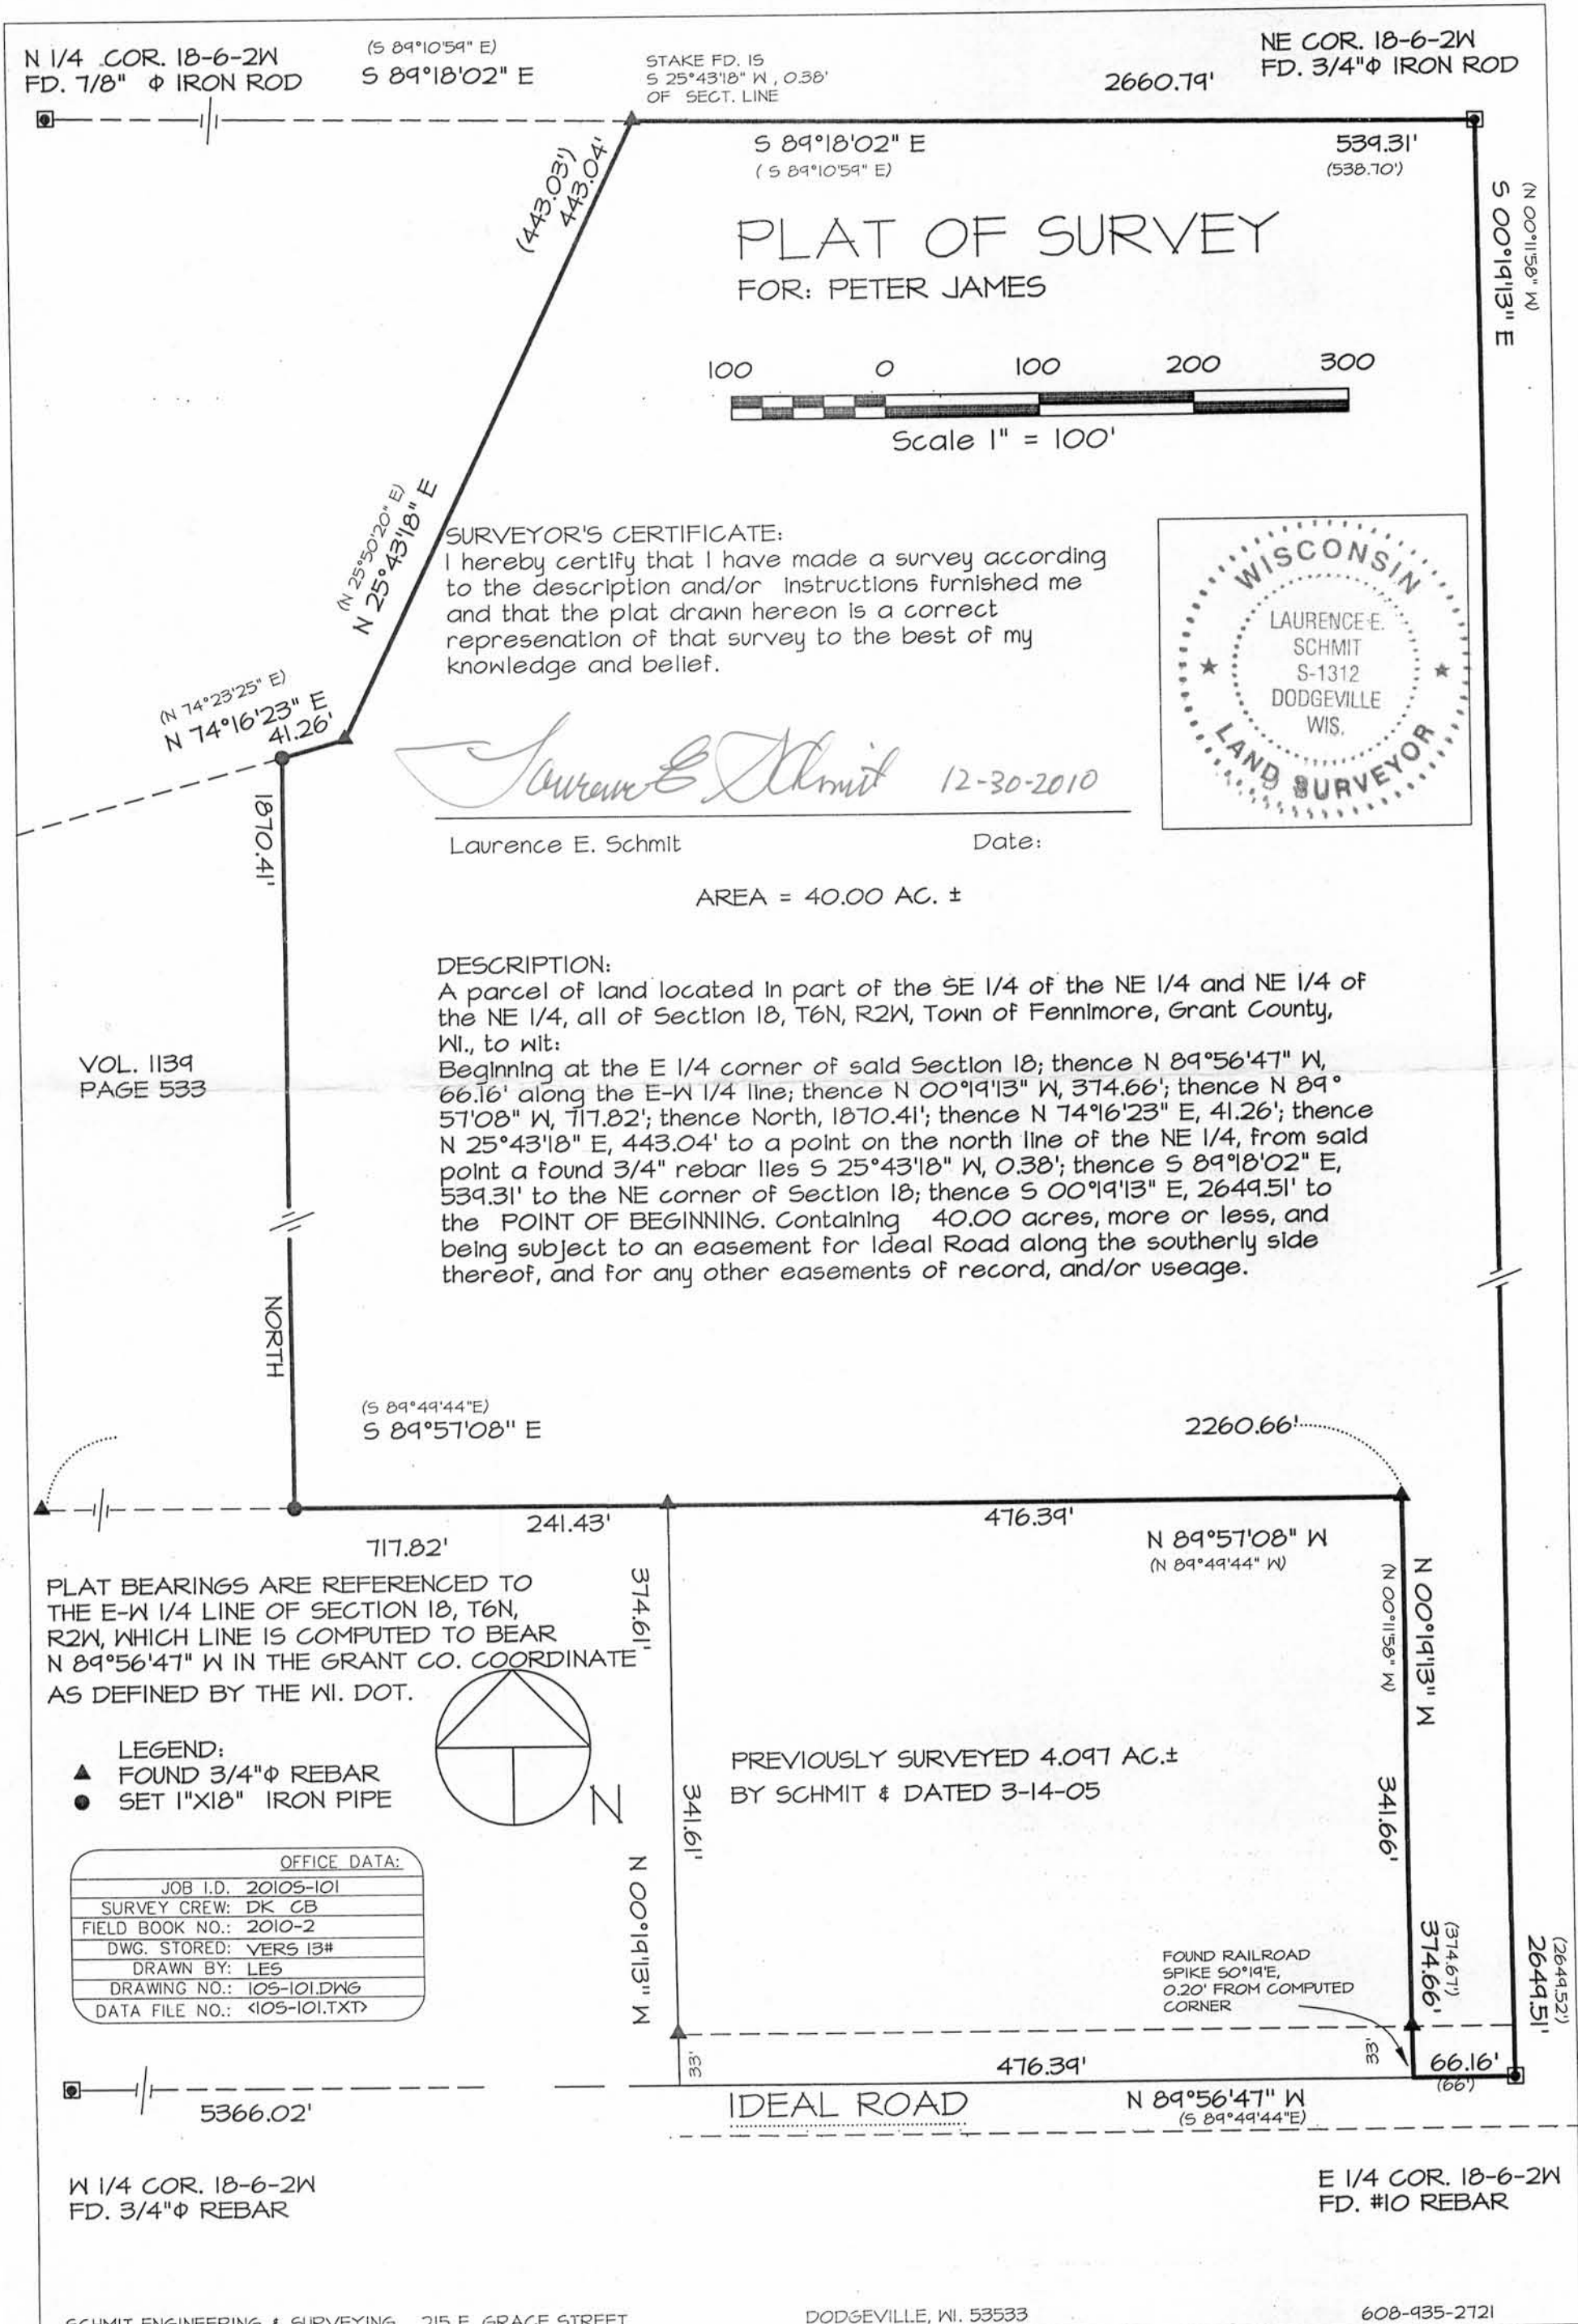 N 1/4 COR. 18-6-2W
FD. 7/8" Φ IRON ROD
(S 89°10'59" E)
S 89°18'02" E
STAKE FD. IS
S 25°43'18" W, 0.38'
OF SECT. LINE
2660.79'
NE COR. 18-6-2W
FD. 3/4"Φ IRON ROD
S 89°18'02" E
(S 89°10'59" E)
539.31'
(538.70')
(443.03')
443.04'
(N 00°11'58" W)
S 00°19'13" E
PLAT OF SURVEY
FOR: PETER JAMES
100 0 100 200 300
Scale 1" = 100'
(N 25°50'20" E)
N 25°43'18" E
SURVEYOR'S CERTIFICATE:
I hereby certify that I have made a survey according
to the description and/or instructions furnished me
and that the plat drawn hereon is a correct
represenation of that survey to the best of my
knowledge and belief.
WISCONSIN
LAURENCE E.
SCHMIT
S-1312
DODGEVILLE
WIS.
LAND SURVEYOR
(N 74°23'25" E)
N 74°16'23" E
41.26'
Laurence E Schmit 12-30-2010
Laurence E. Schmit Date:
1870.41'
AREA = 40.00 AC. ±
DESCRIPTION:
A parcel of land located in part of the SE 1/4 of the NE 1/4 and NE 1/4 of
the NE 1/4, all of Section 18, T6N, R2W, Town of Fennimore, Grant County,
WI., to wit:
Beginning at the E 1/4 corner of said Section 18; thence N 89°56'47" W,
66.16' along the E-W 1/4 line; thence N 00°19'13" W, 374.66'; thence N 89°
57'08" W, 717.82'; thence North, 1870.41'; thence N 74°16'23" E, 41.26'; thence
N 25°43'18" E, 443.04' to a point on the north line of the NE 1/4, from said
point a found 3/4" rebar lies S 25°43'18" W, 0.38'; thence S 89°18'02" E,
539.31' to the NE corner of Section 18; thence S 00°19'13" E, 2649.51' to
the POINT OF BEGINNING. Containing 40.00 acres, more or less, and
being subject to an easement for Ideal Road along the southerly side
thereof, and for any other easements of record, and/or useage.
VOL. 1139
PAGE 533
NORTH
(S 89°49'44"E)
S 89°57'08" E
2260.66'
241.43'
476.39'
717.82'
N 89°57'08" W
(N 89°49'44" W)
PLAT BEARINGS ARE REFERENCED TO
THE E-W 1/4 LINE OF SECTION 18, T6N,
R2W, WHICH LINE IS COMPUTED TO BEAR
N 89°56'47" W IN THE GRANT CO. COORDINATE
AS DEFINED BY THE WI. DOT.
374.61'
(N 00°11'58" W)
N 00°19'13" W
LEGEND:
▲ FOUND 3/4"Φ REBAR
● SET 1"X18" IRON PIPE
N
PREVIOUSLY SURVEYED 4.097 AC.±
BY SCHMIT & DATED 3-14-05
341.61'
341.66'
N 00°19'13" W
OFFICE DATA:
JOB I.D. 2010S-101
SURVEY CREW: DK CB
FIELD BOOK NO.: 2010-2
DWG. STORED: VERS 13#
DRAWN BY: LES
DRAWING NO.: 10S-101.DWG
DATA FILE NO.: <10S-101.TXT>
FOUND RAILROAD
SPIKE S0°19'E,
0.20' FROM COMPUTED
CORNER
(374.67')
374.66'
(2649.52')
2649.51'
33'
476.39'
33'
66.16'
(66')
5366.02'
IDEAL ROAD
N 89°56'47" W
(S 89°49'44"E)
W 1/4 COR. 18-6-2W
FD. 3/4"Φ REBAR
E 1/4 COR. 18-6-2W
FD. #10 REBAR
SCHMIT ENGINEERING & SURVEYING 215 E. GRACE STREET DODGEVILLE, WI. 53533 608-935-2721